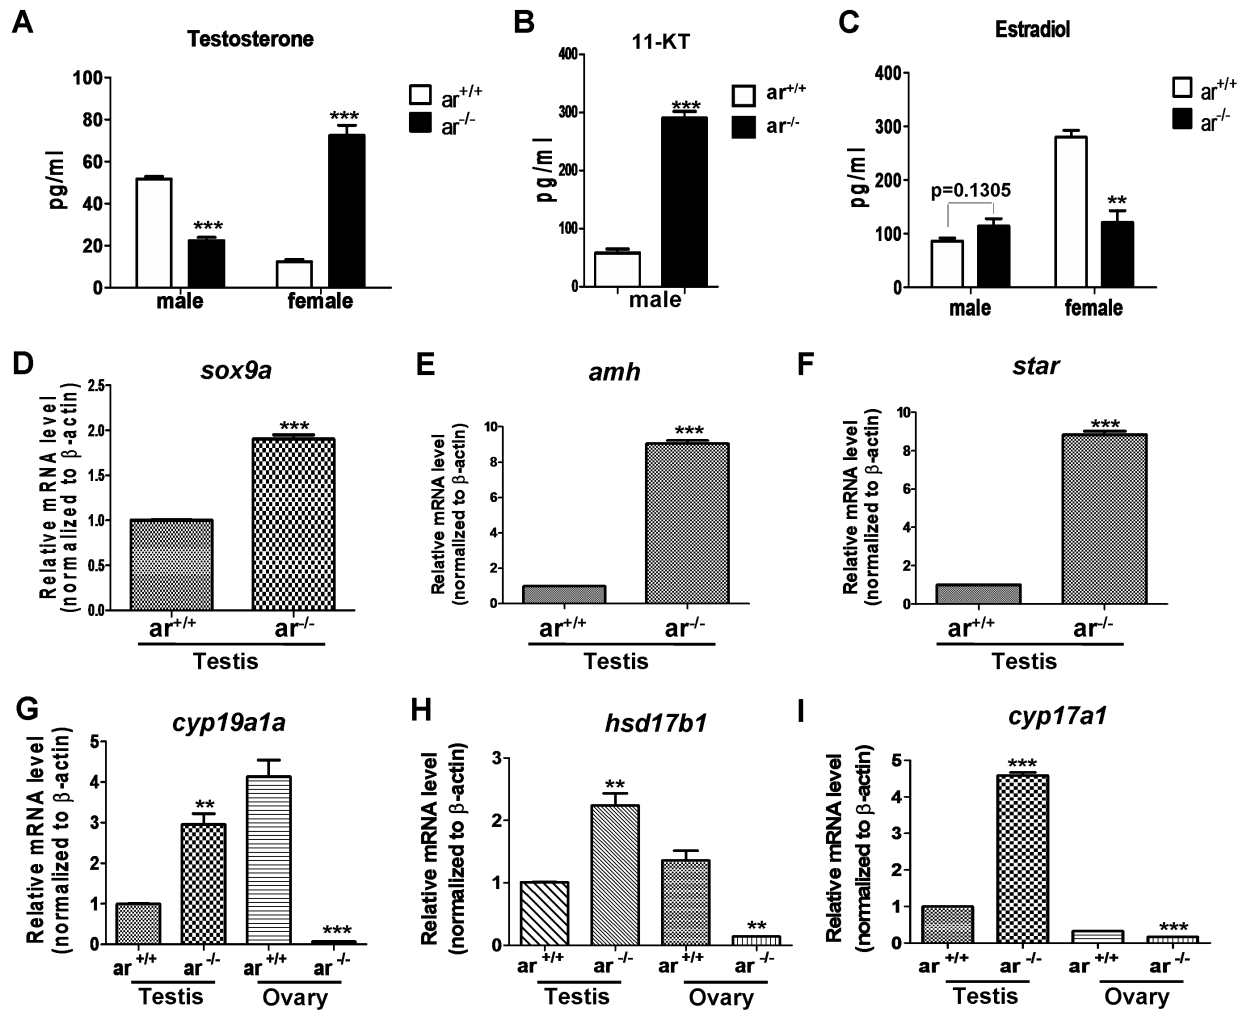 A
Testosterone
pg/ml
100
80
60
40
20
0
***
***
male
female
ar+/+
ar-/-
B
11-KT
pg/ml
400
300
200
100
0
***
male
ar+/+
ar-/-
C
Estradiol
pg/ml
400
300
200
100
0
p=0.1305
**
male
female
ar+/+
ar-/-
D
sox9a
Relative mRNA level
(normalized to β-actin)
2.5
2.0
1.5
1.0
0.5
0.0
***
ar+/+
ar-/-
Testis
E
amh
Relative mRNA level
(normalized to β-actin)
10
8
6
4
2
0
***
ar+/+
ar-/-
Testis
F
star
Relative mRNA level
(normalized to β-actin)
10
8
6
4
2
0
***
ar+/+
ar-/-
Testis
G
cyp19a1a
Relative mRNA level
(normalized to β-actin)
5
4
3
2
1
0
**
***
ar +/+
ar -/-
ar +/+
ar -/-
Testis
Ovary
H
hsd17b1
Relative mRNA level
(normalized to β-actin)
3
2
1
0
**
**
ar +/+
ar -/-
ar +/+
ar -/-
Testis
Ovary
I
cyp17a1
Relative mRNA level
(normalized to β-actin)
5
4
3
2
1
0
***
***
ar +/+
ar -/-
ar +/+
ar -/-
Testis
Ovary